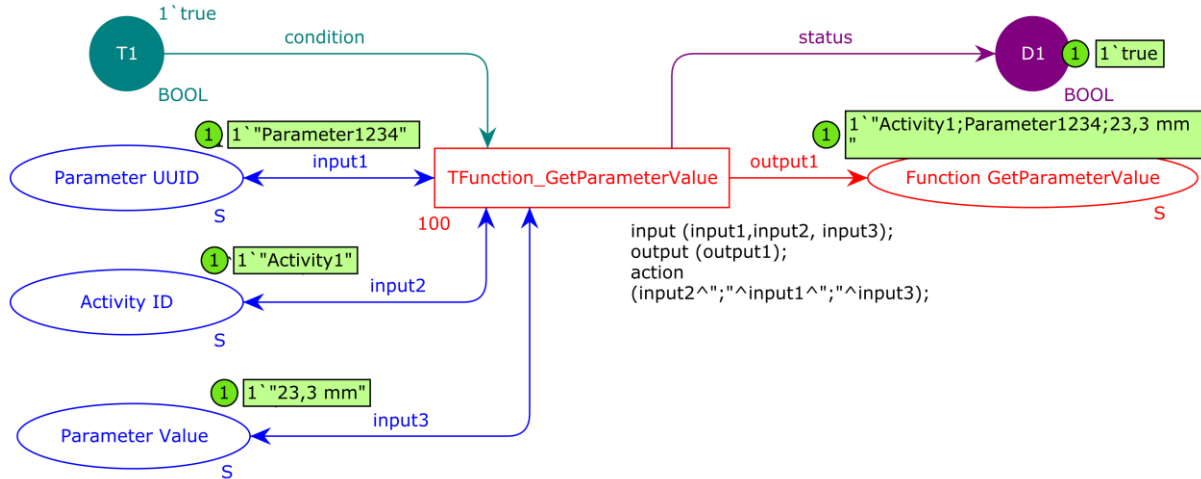 1`true
T1
condition
BOOL
status
D1
1
1`true
BOOL
1
1`"Parameter1234"
Parameter UUID
input1
S
TFunction_GetParameterValue
100
output1
1
1`"Activity1;Parameter1234;23,3 mm
"
Function GetParameterValue
S
input (input1,input2, input3);
output (output1);
action
(input2^";"^input1^";"^input3);
1
1`"Activity1"
Activity ID
input2
S
1
1`"23,3 mm"
Parameter Value
input3
S